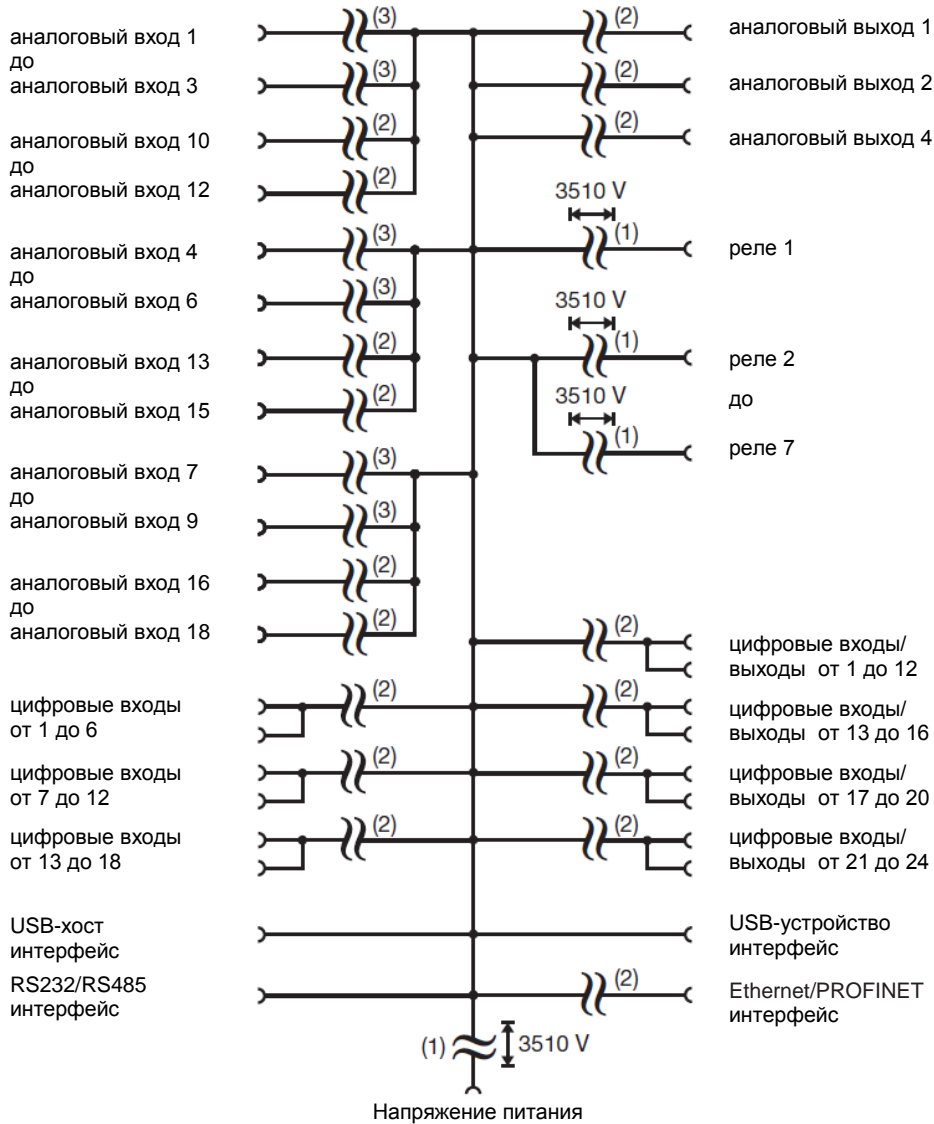 аналоговый вход 1
до
аналоговый вход 3
аналоговый вход 10
до
аналоговый вход 12
аналоговый вход 4
до
аналоговый вход 6
аналоговый вход 13
до
аналоговый вход 15
аналоговый вход 7
до
аналоговый вход 9
аналоговый вход 16
до
аналоговый вход 18
цифровые входы
от 1 до 6
цифровые входы
от 7 до 12
цифровые входы
от 13 до 18
USB-хост
интерфейс
RS232/RS485
интерфейс
(3)
(3)
(2)
(2)
(3)
(3)
(2)
(2)
(3)
(3)
(2)
(2)
(2)
(2)
(2)
(2)
(2)
(2)
3510 V
(1)
3510 V
(1)
3510 V
(1)
(2)
(2)
(2)
(2)
(2)
аналоговый выход 1
аналоговый выход 2
аналоговый выход 4
реле 1
реле 2
до
реле 7
цифровые входы/
выходы от 1 до 12
цифровые входы/
выходы от 13 до 16
цифровые входы/
выходы от 17 до 20
цифровые входы/
выходы от 21 до 24
USB-устройство
интерфейс
Ethernet/PROFINET
интерфейс
(1) 3510 V
Напряжение питания